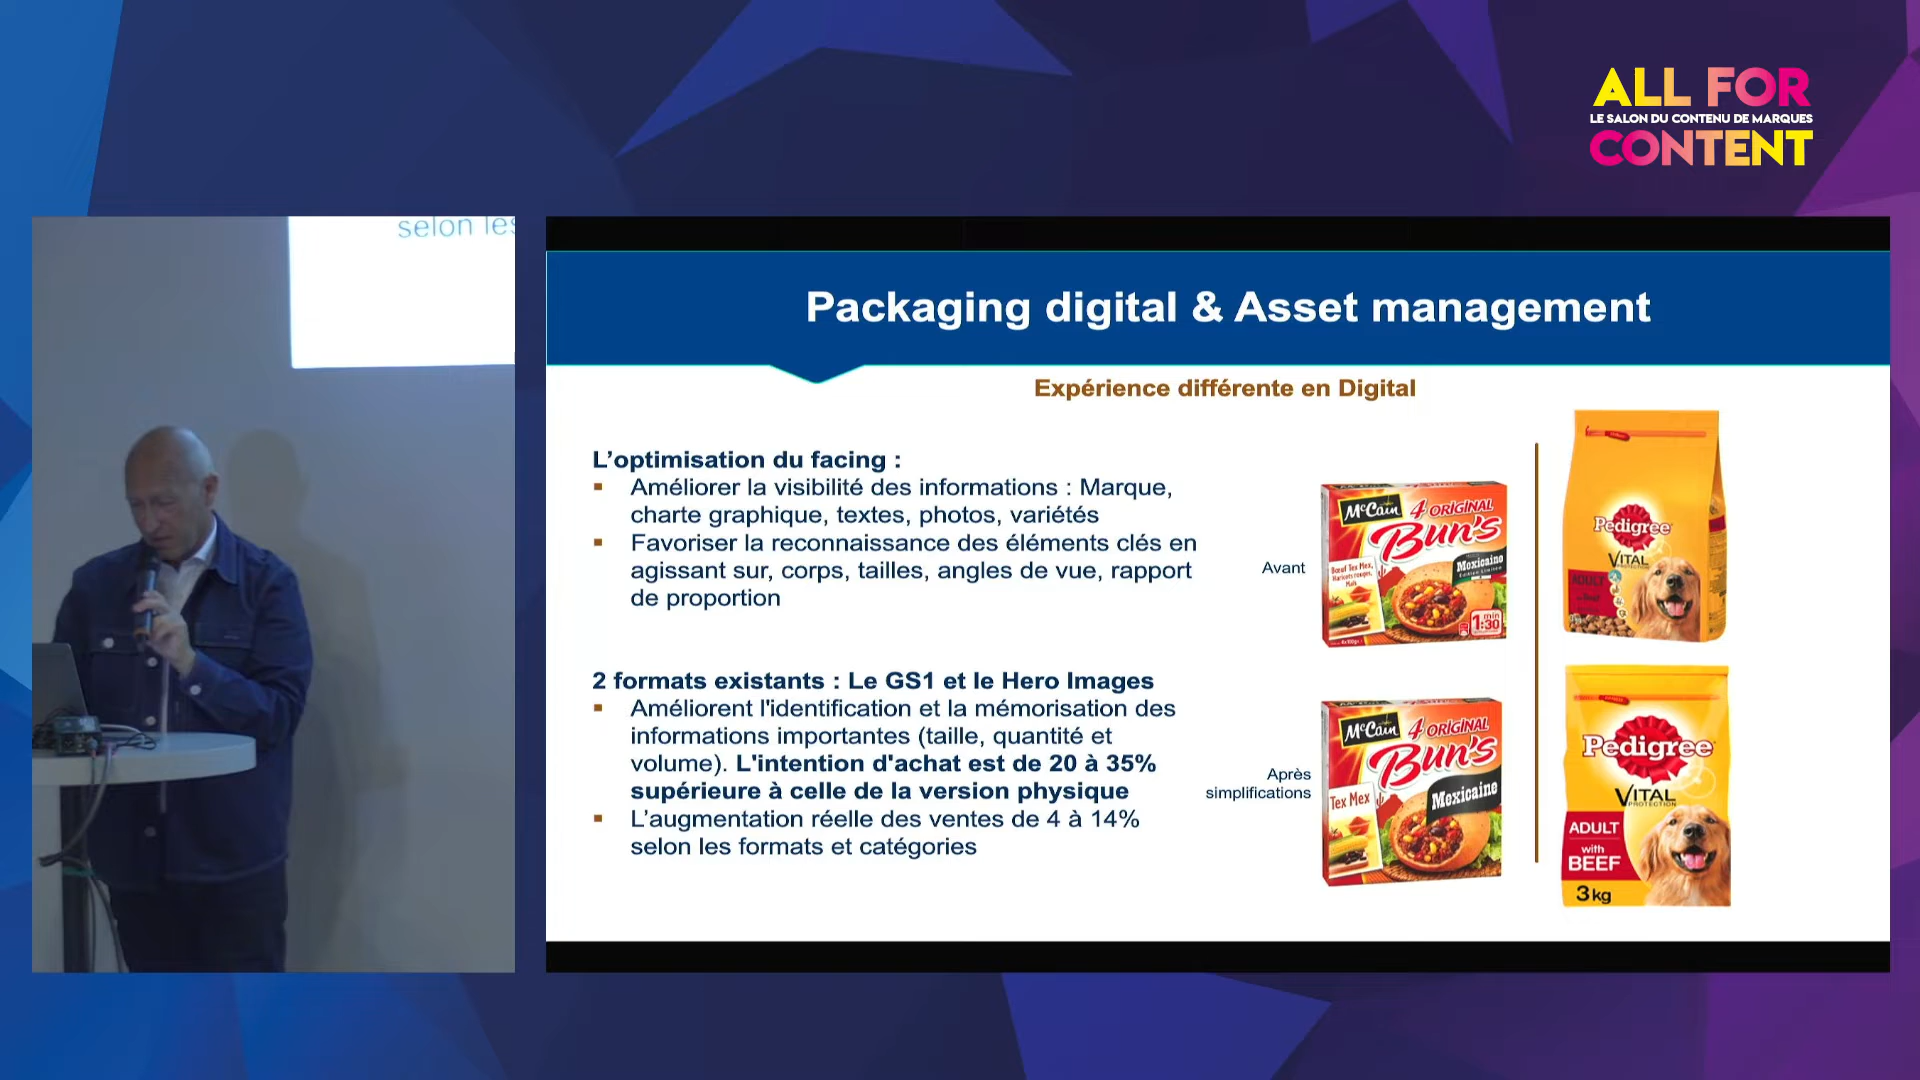 ALL FOR
LE SALON DU CONTENU DE MARQUES
CONTENT
selon les
Packaging digital & Asset management
Expérience différente en Digital
L’optimisation du facing :
Améliorer la visibilité des informations : Marque,
charte graphique, textes, photos, variétés
Favoriser la reconnaissance des éléments clés en
agissant sur, corps, tailles, angles de vue, rapport
de proportion
2 formats existants : Le GS1 et le Hero Images
Améliorent l'identification et la mémorisation des
informations importantes (taille, quantité et
volume). L'intention d'achat est de 20 à 35%
supérieure à celle de la version physique
L’augmentation réelle des ventes de 4 à 14%
selon les formats et catégories
Avant
McCain 4 ORIGINAL
Bun's
Mexicaine
Bœuf Tex Mex,
Haricots rouges,
Maïs
min
1:30
Pedigree
VITAL
ADULT
Après
simplifications
McCain 4 ORIGINAL
Bun's
Tex Mex
Mexicaine
Pedigree
VITAL
PROTECTION
ADULT
with
BEEF
3kg